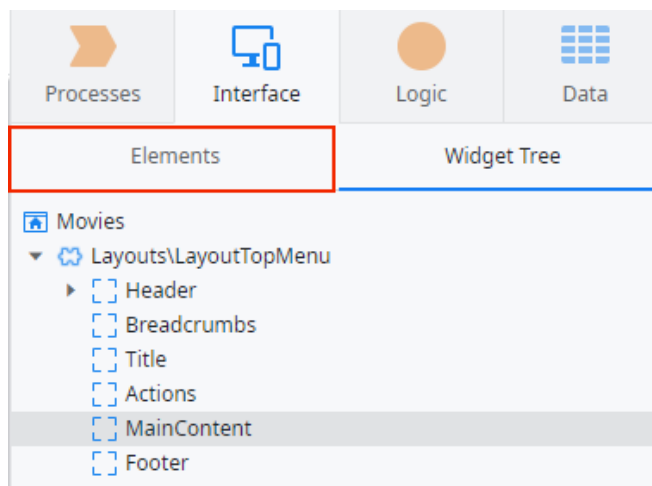 Processes Interface Logic Data
Elements Widget Tree
Movies
Layouts\LayoutTopMenu
Header
Breadcrumbs
Title
Actions
MainContent
Footer